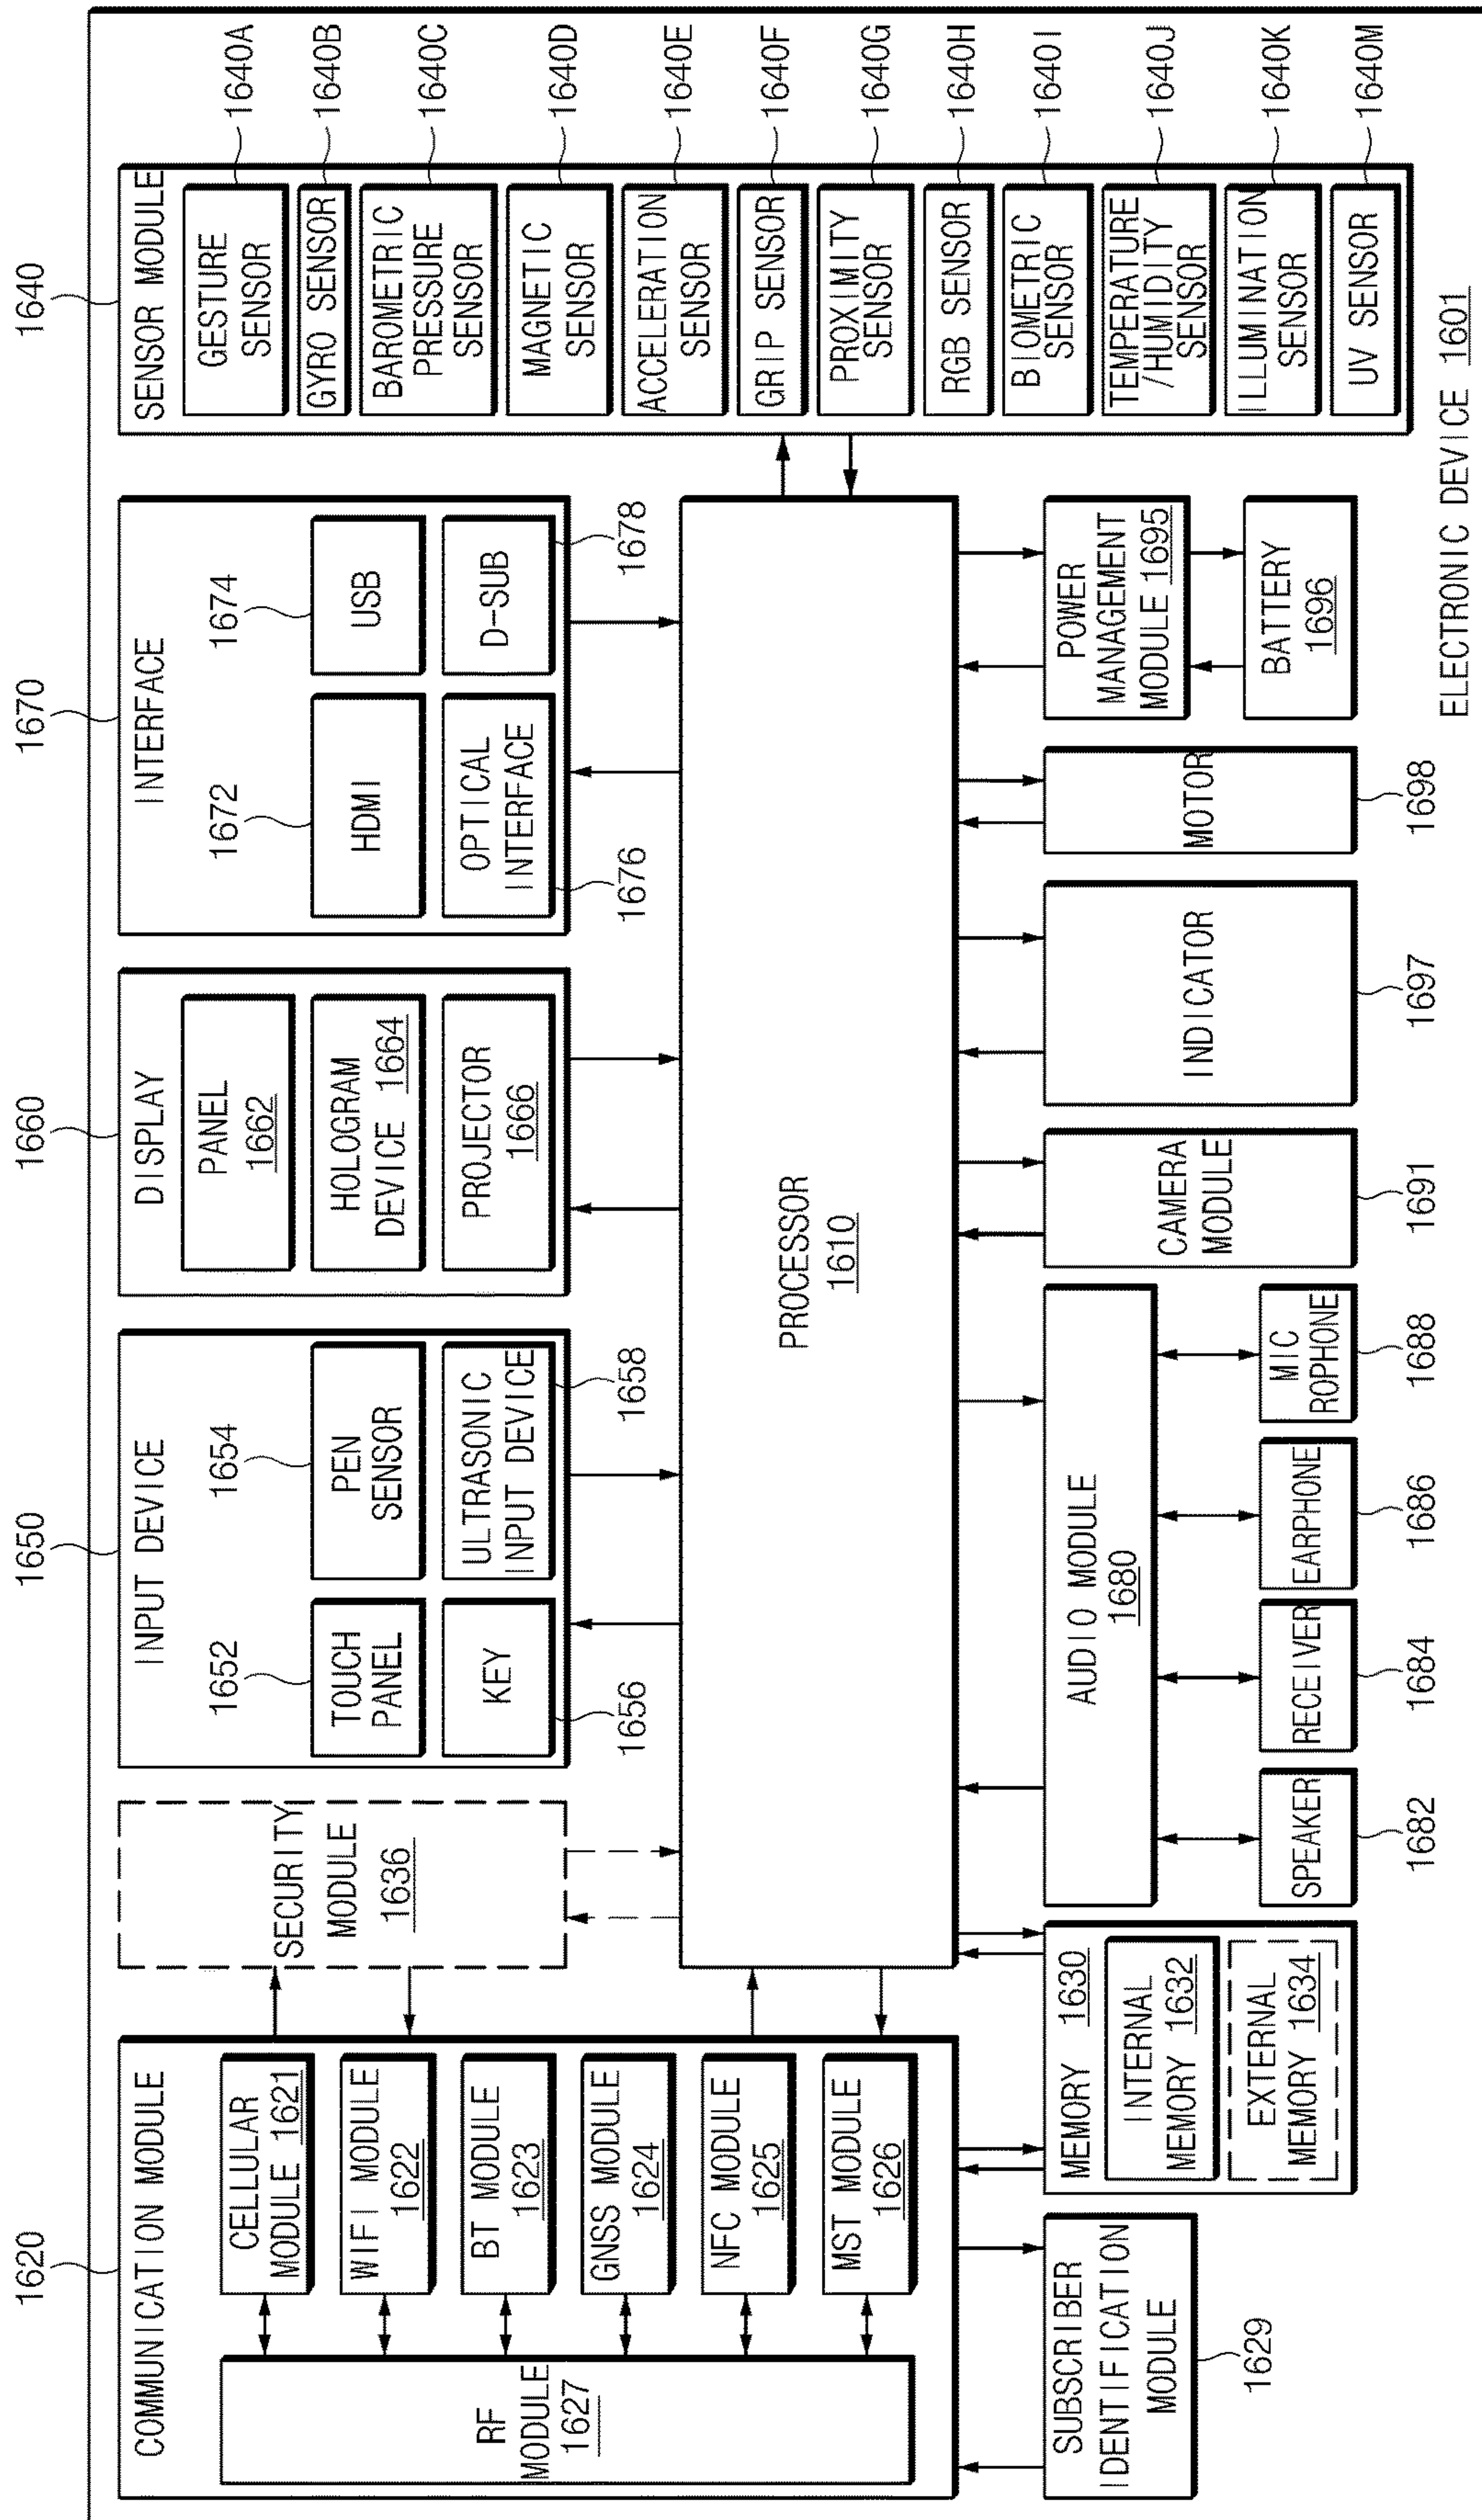 1620
COMMUNICATION MODULE
RF
MODULE
1627
CELLULAR
MODULE 1621
WIFI MODULE
1622
BT MODULE
1623
GNSS MODULE
1624
NFC MODULE
1625
MST MODULE
1626
SECURITY
MODULE
1636
1650
INPUT DEVICE
1652
TOUCH
PANEL
1654
PEN
SENSOR
KEY
1656
ULTRASONIC
INPUT DEVICE
1658
1660
DISPLAY
PANEL
1662
HOLOGRAM
DEVICE 1664
PROJECTOR
1666
1670
INTERFACE
1672
HDMI
1674
USB
OPTICAL
INTERFACE
1676
D-SUB
1678
1640
SENSOR MODULE
GESTURE
SENSOR
1640A
GYRO SENSOR
1640B
BAROMETRIC
PRESSURE
SENSOR
1640C
MAGNETIC
SENSOR
1640D
ACCELERATION
SENSOR
1640E
GRIP SENSOR
1640F
PROXIMITY
SENSOR
1640G
RGB SENSOR
1640H
BIOMETRIC
SENSOR
1640I
TEMPERATURE
/HUMIDITY
SENSOR
1640J
ILLUMINATION
SENSOR
1640K
UV SENSOR
1640M
PROCESSOR
1610
SUBSCRIBER
IDENTIFICATION
MODULE
1629
MEMORY 1630
INTERNAL
MEMORY 1632
EXTERNAL
MEMORY 1634
AUDIO MODULE
1680
SPEAKER
1682
RECEIVER
1684
EARPHONE
1686
MIC
ROPHONE
1688
CAMERA
MODULE
1691
INDICATOR
1697
MOTOR
1698
POWER
MANAGEMENT
MODULE 1695
BATTERY
1696
ELECTRONIC DEVICE 1601